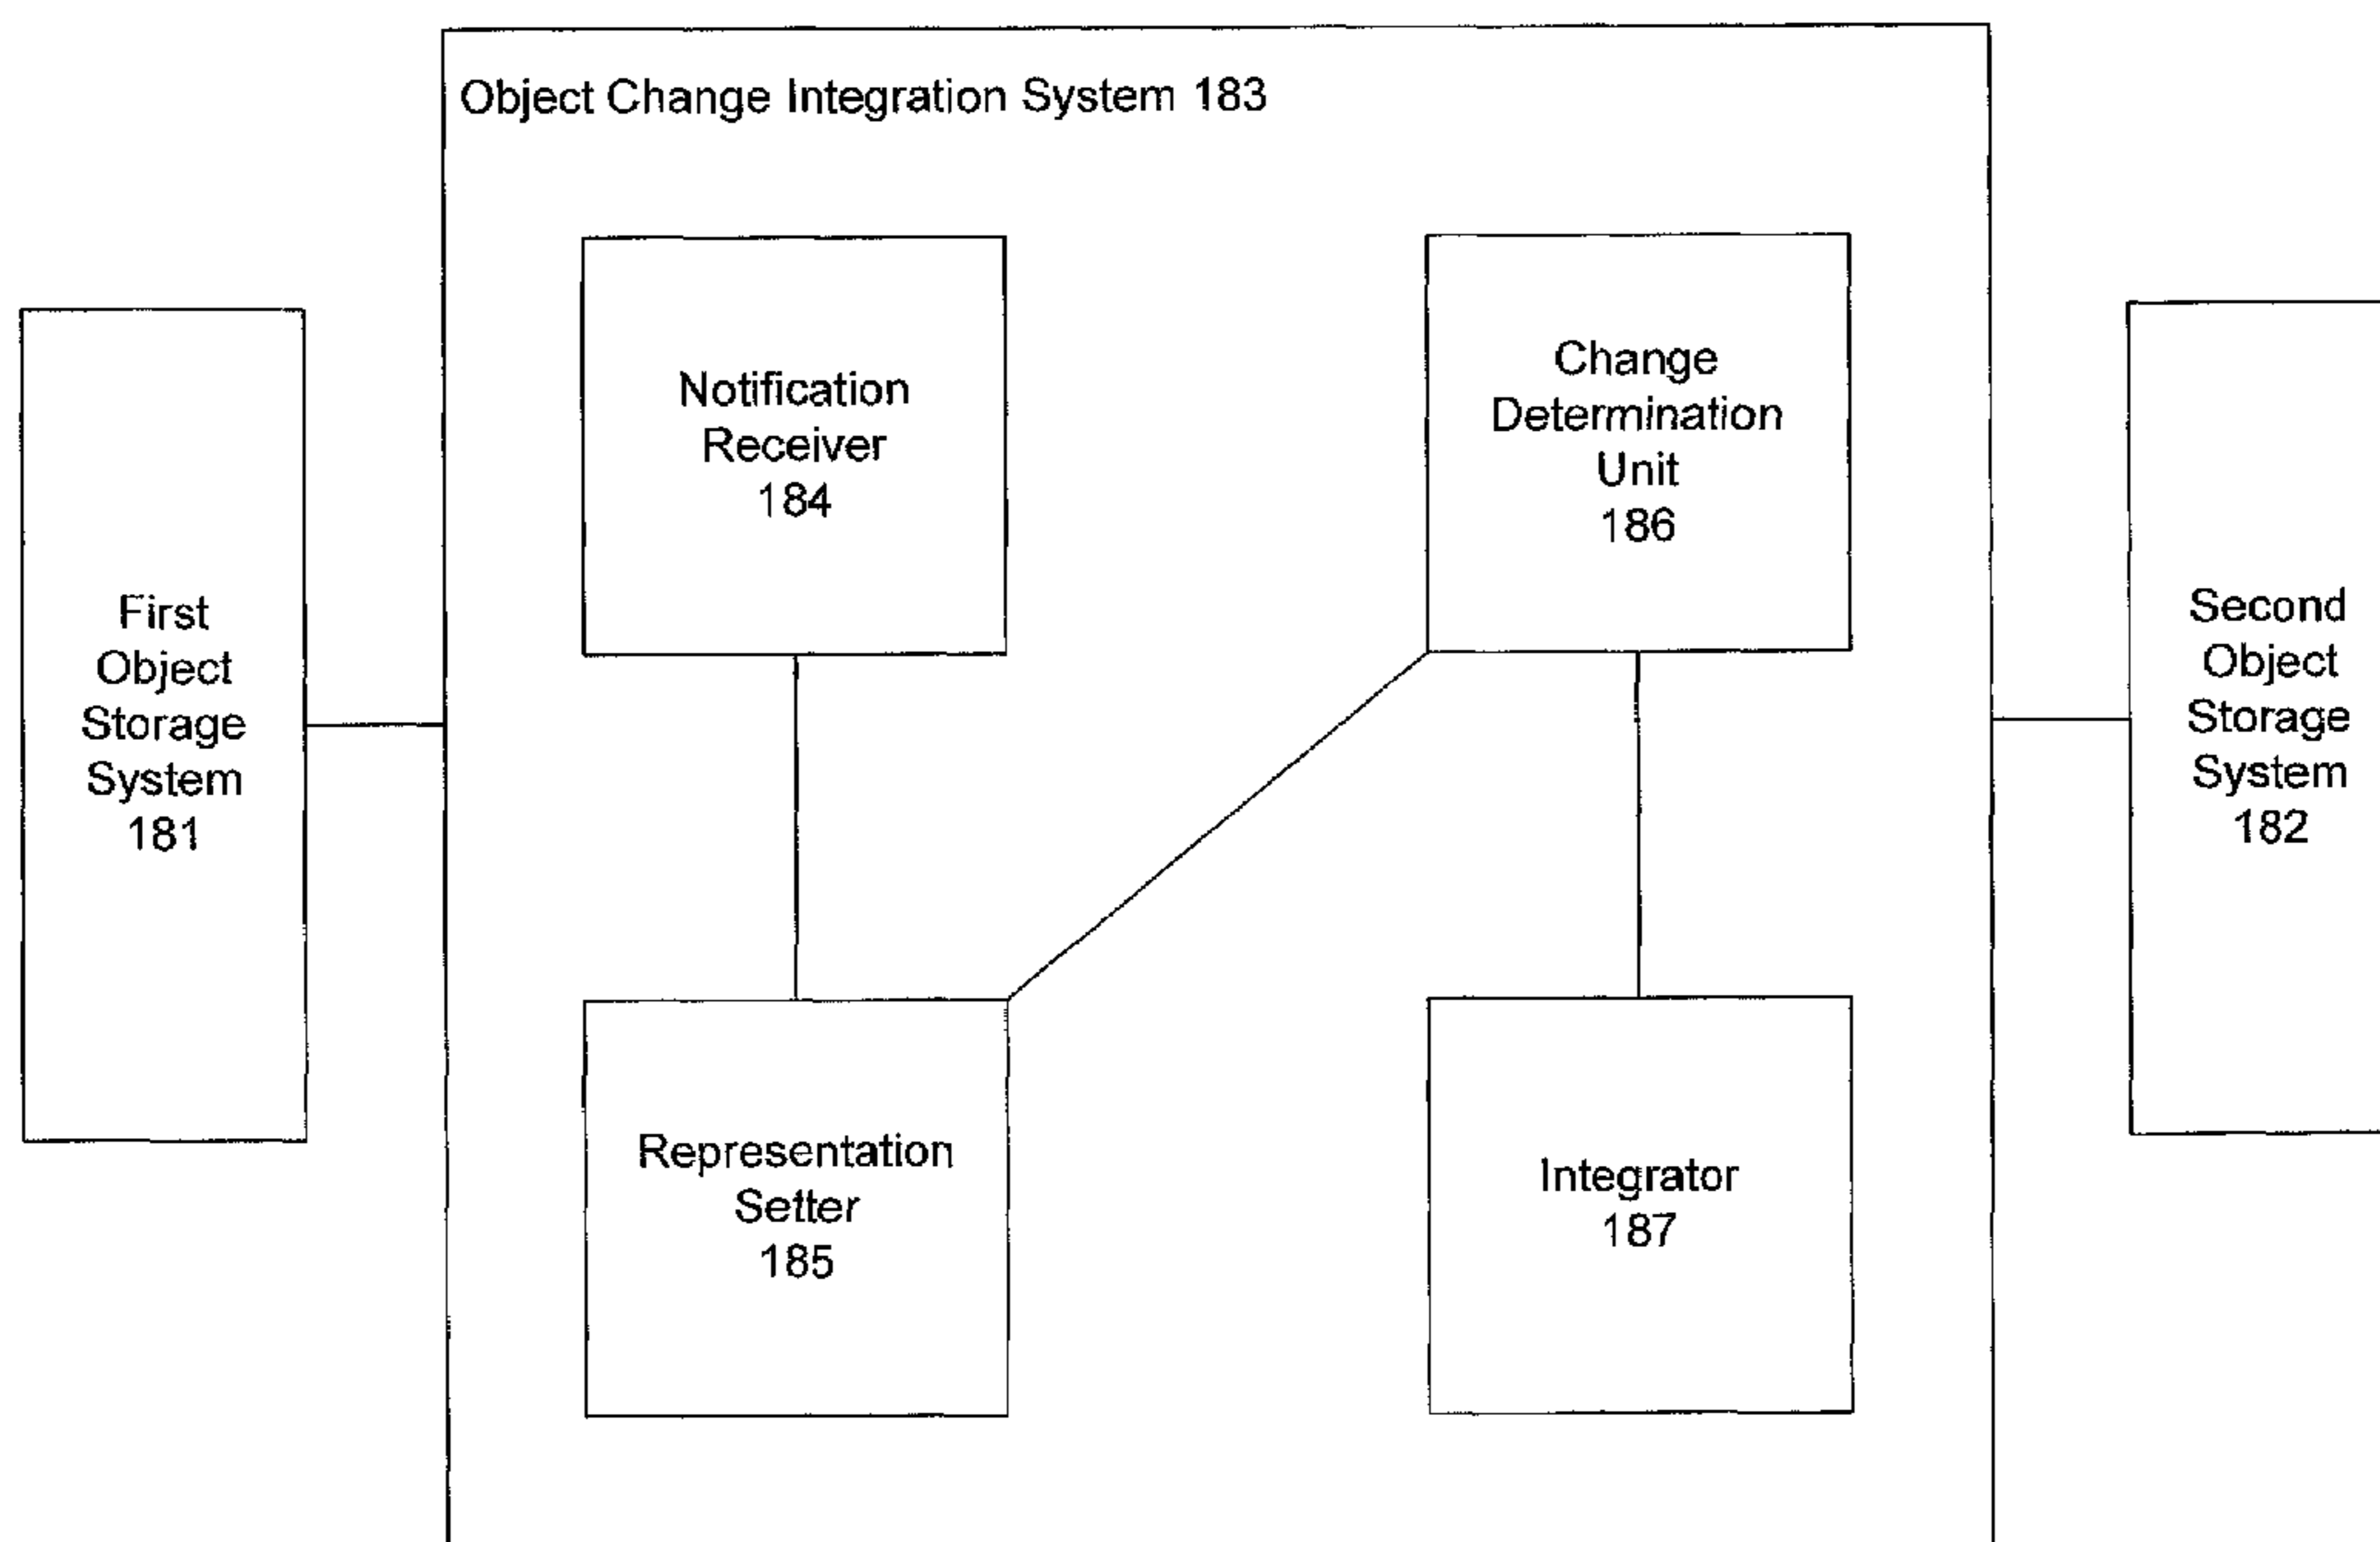 Object Change Integration System 183
Notification
Receiver
184
Change
Determination
Unit
186
First
Object
Storage
System
181
Second
Object
Storage
System
182
Representation
Setter
185
Integrator
187